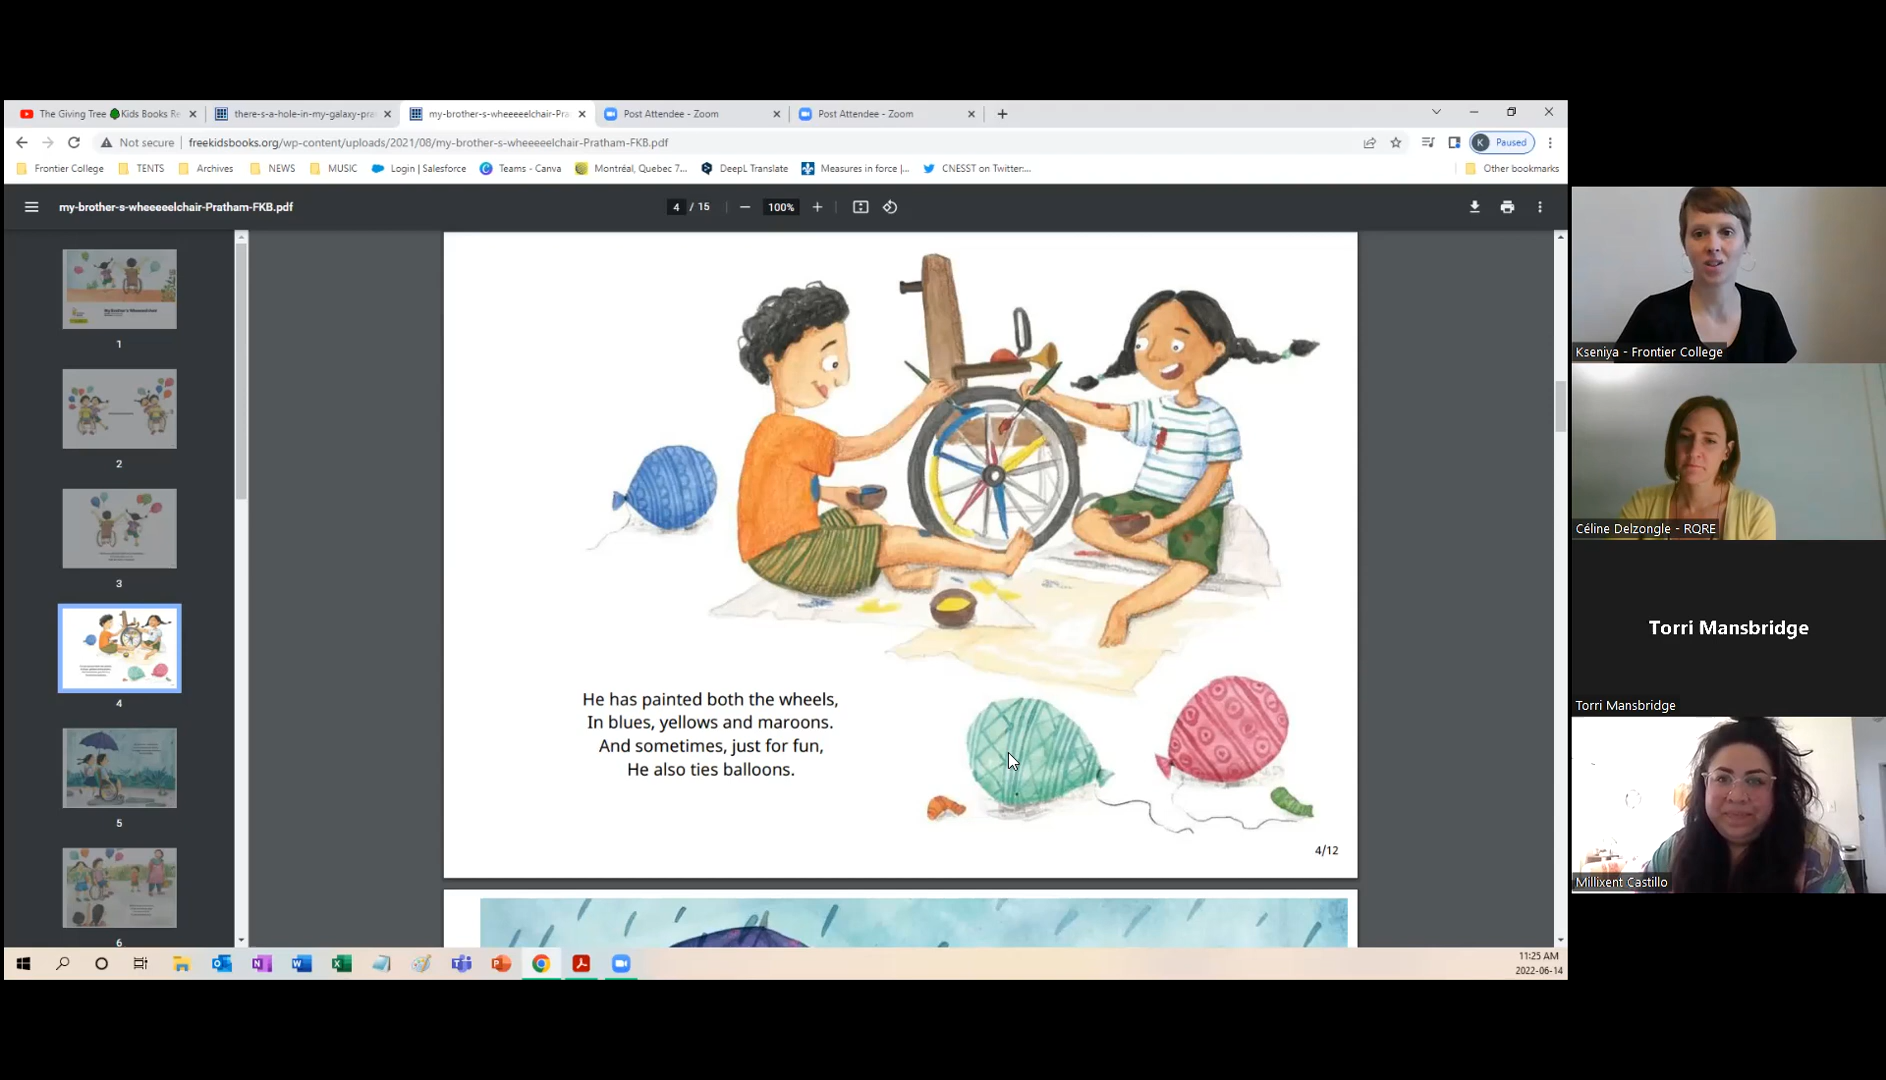 The Giving Tree Kids Books Re
there-s-a-hole-in-my-galaxy-pra
my-brother-s-wheeeeelchair-Pra
Post Attendee - Zoom
Post Attendee - Zoom
Not secure
freekidsbooks.org/wp-content/uploads/2021/08/my-brother-s-wheeeeelchair-Pratham-FKB.pdf
K Paused
Frontier College
TENTS
Archives
NEWS
MUSIC
Login | Salesforce
Teams - Canva
Montréal, Quebec 7...
DeepL Translate
Measures in force |...
CNESST on Twitter:...
Other bookmarks
my-brother-s-wheeeeelchair-Pratham-FKB.pdf
4 / 15
100%
1
2
3
4
5
6
He has painted both the wheels,
In blues, yellows and maroons.
And sometimes, just for fun,
He also ties balloons.
4/12
Kseniya - Frontier College
Céline Delzongle - RQRE
Torri Mansbridge
Torri Mansbridge
Millixent Castillo
11:25 AM
2022-06-14